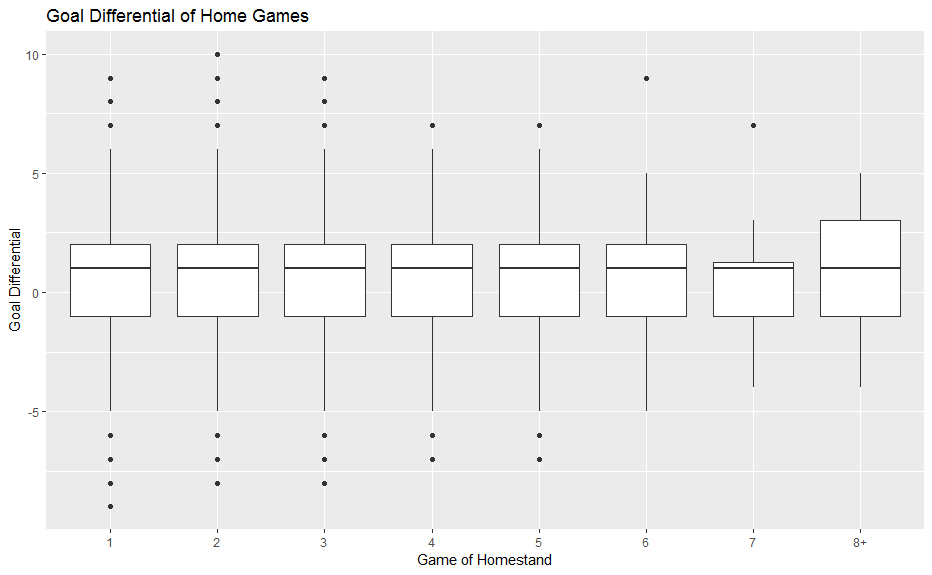 Goal Differential of Home Games
10
5
0
-5
Goal Differential
1 2 3 4 5 6 7 8+
Game of Homestand